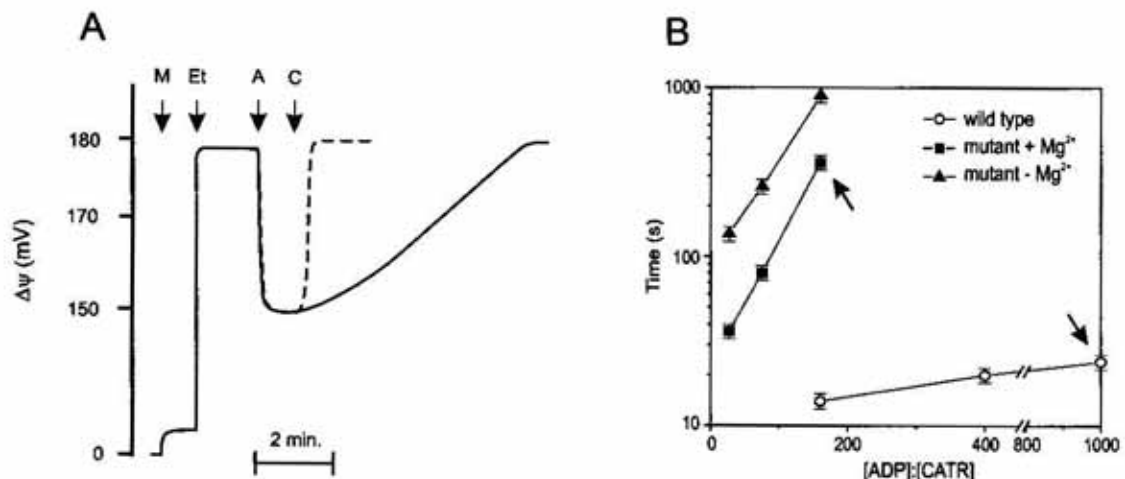 A
M Et A C
180
170
150
0
Δψ (mV)
2 min.
B
1000
100
10
Time (s)
wild type
mutant + Mg²⁺
mutant - Mg²⁺
0 200 400 800 1000
[ADP]:[CATR]